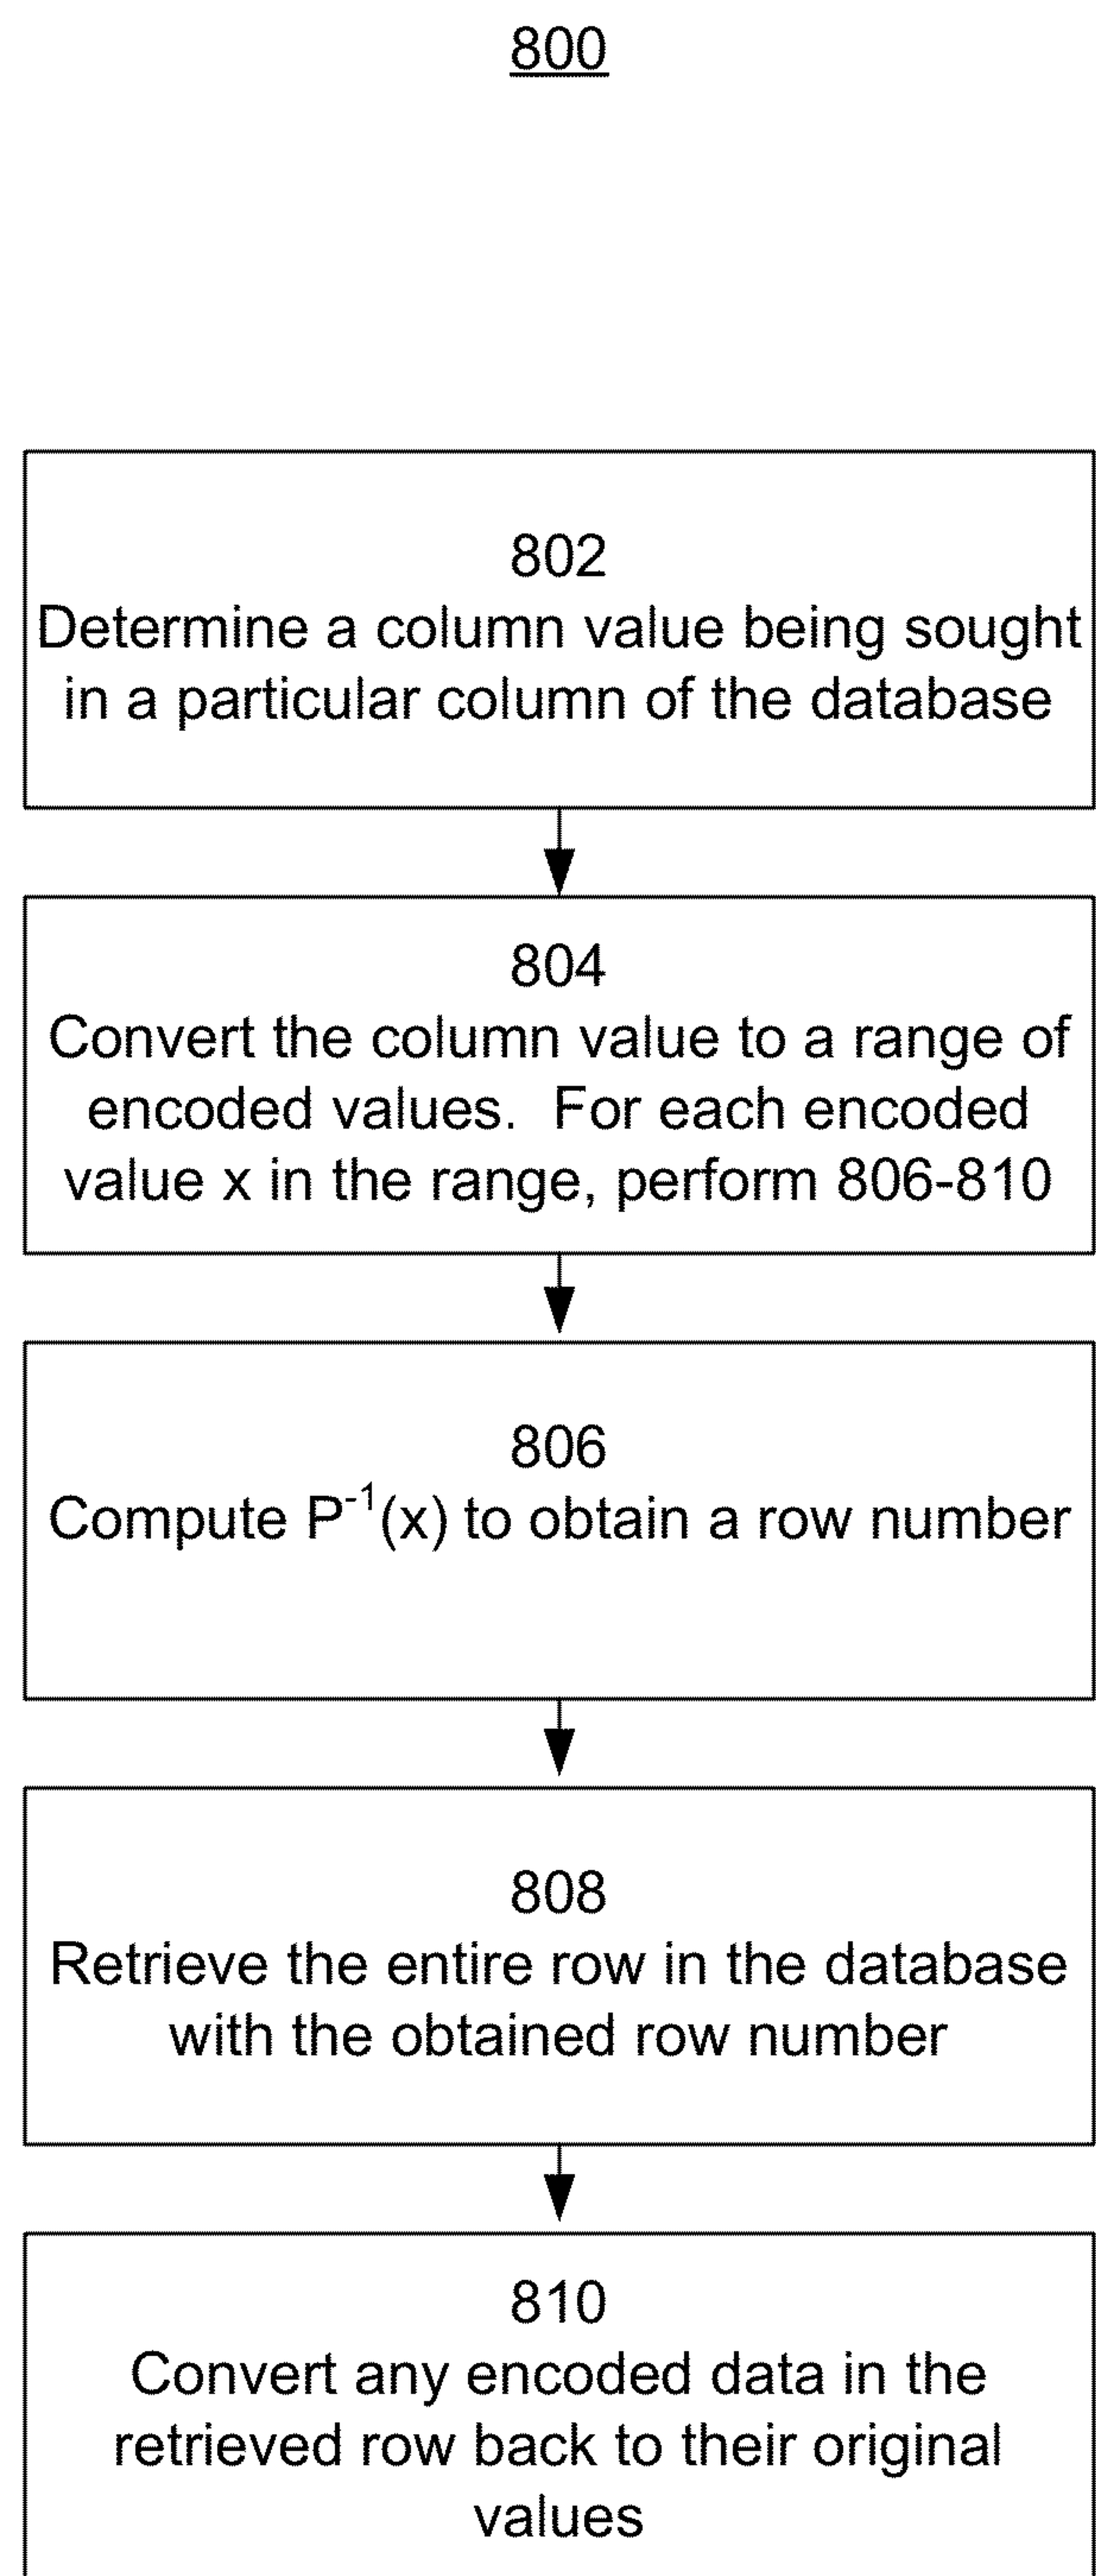 800
802
Determine a column value being sought
in a particular column of the database
804
Convert the column value to a range of
encoded values.  For each encoded
value x in the range, perform 806-810
806
Compute P⁻¹(x) to obtain a row number
808
Retrieve the entire row in the database
with the obtained row number
810
Convert any encoded data in the
retrieved row back to their original
values